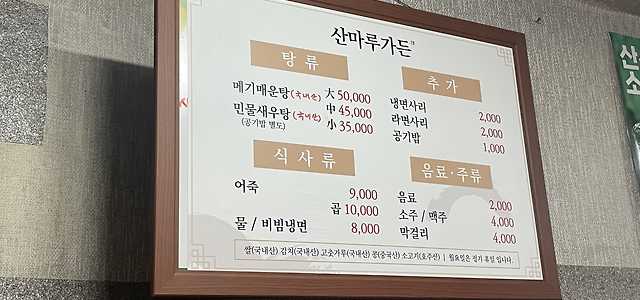 산마루가든
탕 류
메기매운탕(국내산) 大 50,000
민물새우탕(국내산) 中 45,000
(공기밥 별도) 小 35,000
추 가
냉면사리 2,000
라면사리 2,000
공기밥 1,000
식 사 류
어죽 9,000
곱 10,000
물 / 비빔냉면 8,000
음료·주류
음료 2,000
소주 / 맥주 4,000
막걸리 4,000
쌀(국내산) 김치(국내산) 고춧가루(국내산) 콩(중국산) 소고기(호주산) | 월요일은 정기 휴일 입니다.
산
소